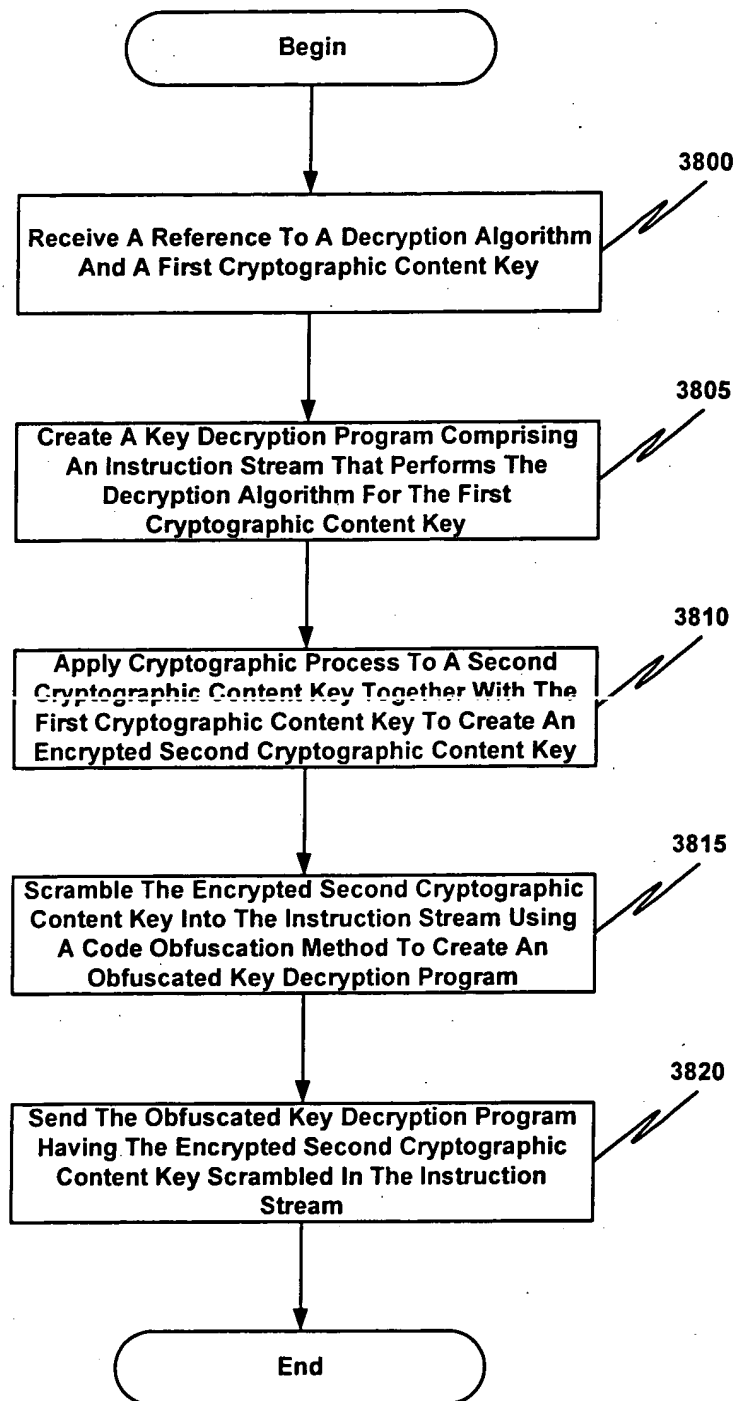 Begin
3800
Receive A Reference To A Decryption Algorithm
And A First Cryptographic Content Key
3805
Create A Key Decryption Program Comprising
An Instruction Stream That Performs The
Decryption Algorithm For The First
Cryptographic Content Key
3810
Apply Cryptographic Process To A Second
Cryptographic Content Key Together With The
First Cryptographic Content Key To Create An
Encrypted Second Cryptographic Content Key
3815
Scramble The Encrypted Second Cryptographic
Content Key Into The Instruction Stream Using
A Code Obfuscation Method To Create An
Obfuscated Key Decryption Program
3820
Send The Obfuscated Key Decryption Program
Having The Encrypted Second Cryptographic
Content Key Scrambled In The Instruction
Stream
End